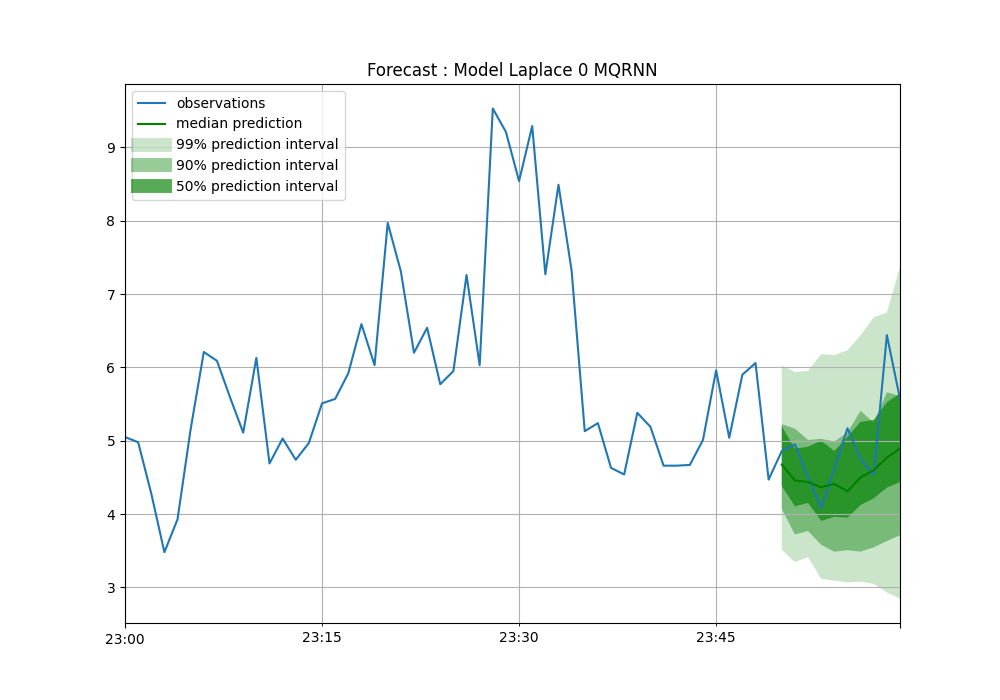 Forecast : Model Laplace 0 MQRNN
observations
median prediction
99% prediction interval
90% prediction interval
50% prediction interval
9
8
7
6
5
4
3
23:00
23:15
23:30
23:45